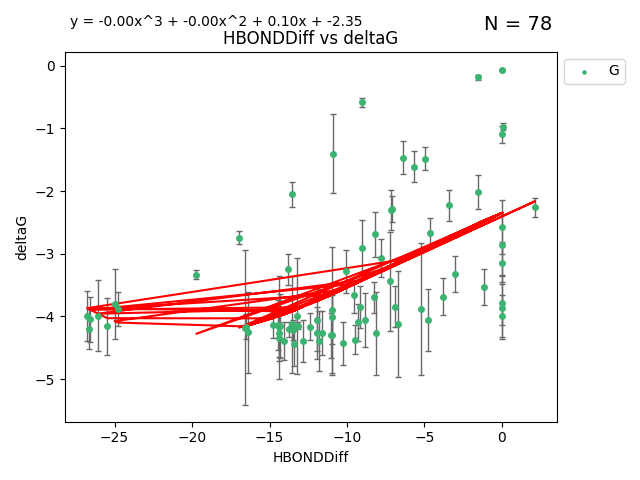 y = -0.00x^3 + -0.00x^2 + 0.10x + -2.35
N = 78
HBONDDiff vs deltaG
G
0
−1
−2
−3
−4
−5
deltaG
−25 −20 −15 −10 −5 0
HBONDDiff